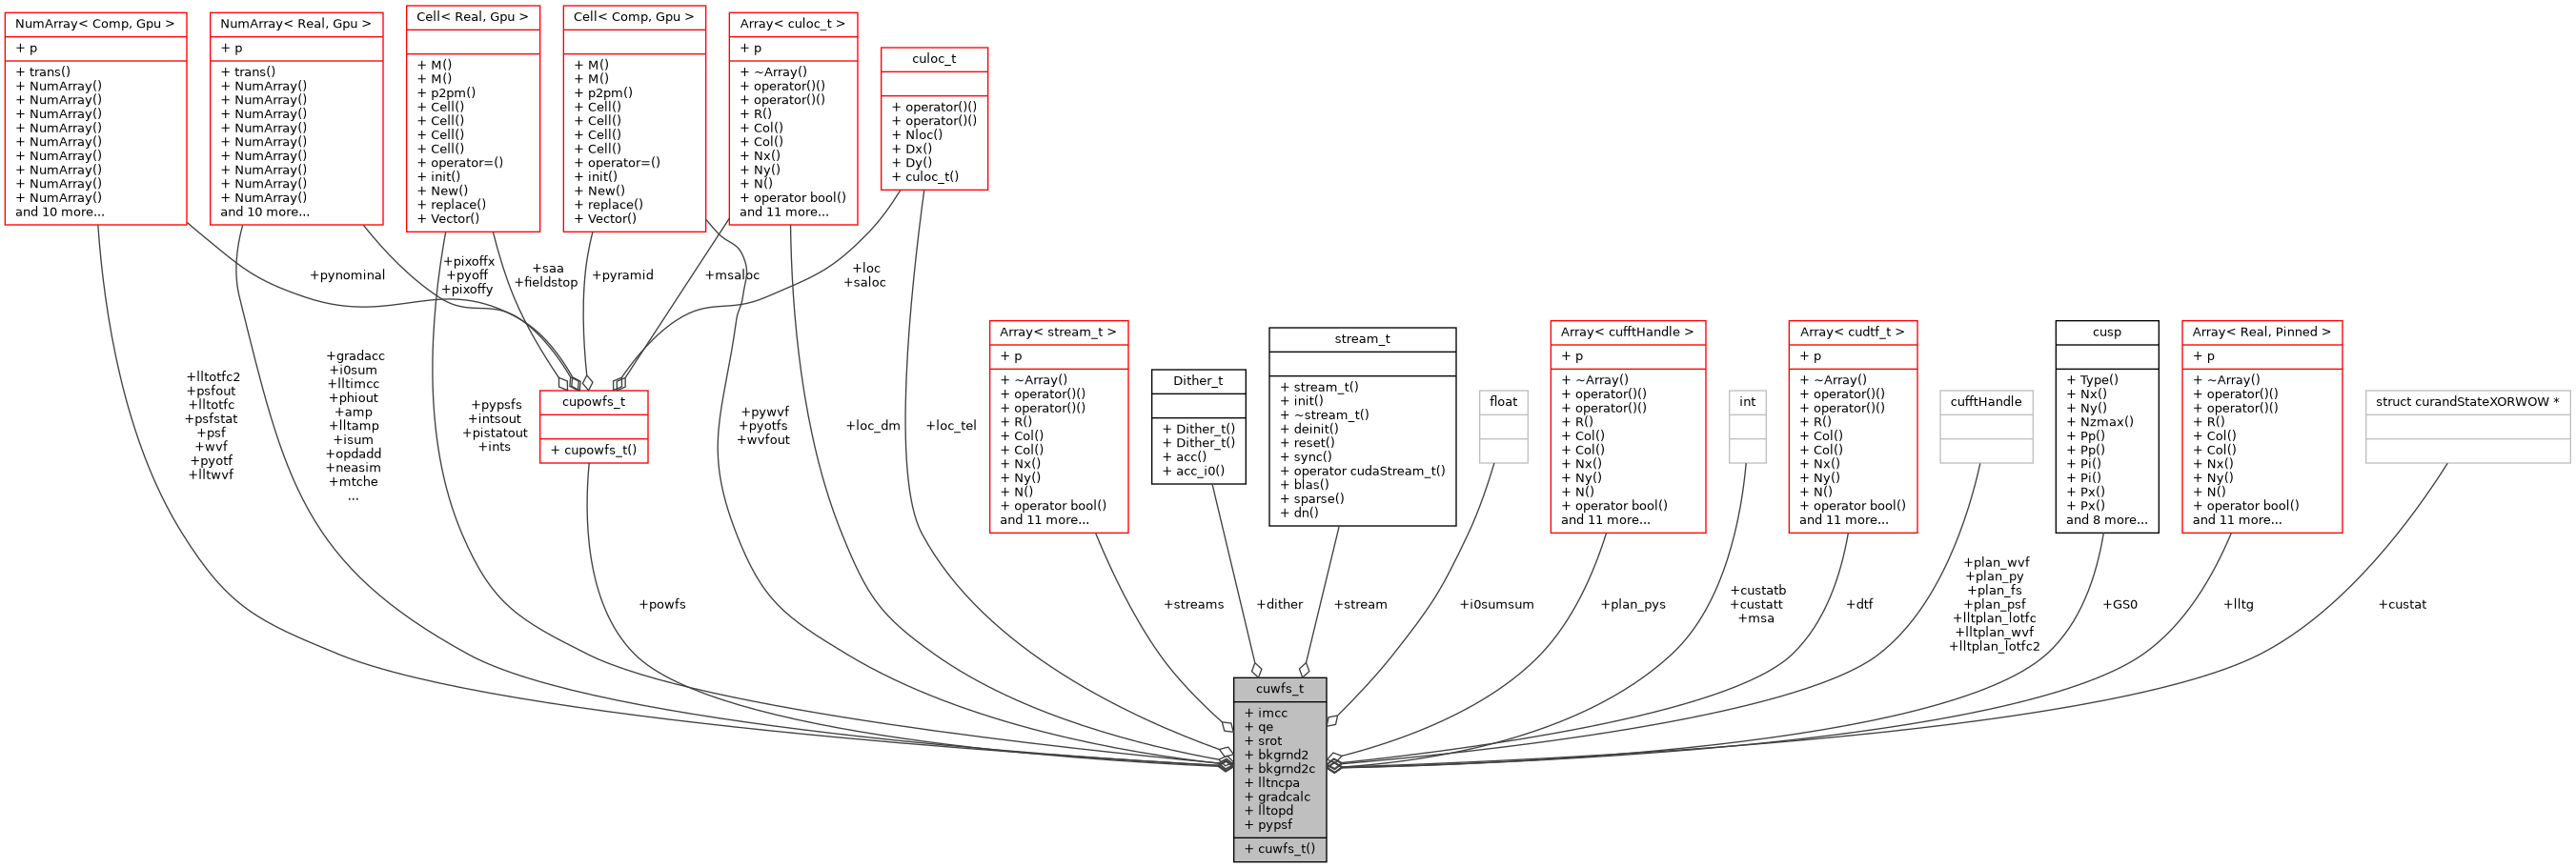 NumArray< Comp, Gpu >
+ p
+ trans()
+ NumArray()
+ NumArray()
+ NumArray()
+ NumArray()
+ NumArray()
+ NumArray()
+ NumArray()
+ NumArray()
+ NumArray()
and 10 more...
NumArray< Real, Gpu >
+ p
+ trans()
+ NumArray()
+ NumArray()
+ NumArray()
+ NumArray()
+ NumArray()
+ NumArray()
+ NumArray()
+ NumArray()
+ NumArray()
and 10 more...
Cell< Real, Gpu >
+ M()
+ M()
+ p2pm()
+ Cell()
+ Cell()
+ Cell()
+ Cell()
+ operator=()
+ init()
+ New()
+ replace()
+ Vector()
Cell< Comp, Gpu >
+ M()
+ M()
+ p2pm()
+ Cell()
+ Cell()
+ Cell()
+ Cell()
+ operator=()
+ init()
+ New()
+ replace()
+ Vector()
Array< culoc_t >
+ p
+ ~Array()
+ operator()()
+ operator()()
+ R()
+ Col()
+ Col()
+ Nx()
+ Ny()
+ N()
+ operator bool()
and 11 more...
culoc_t
+ operator()()
+ operator()()
+ Nloc()
+ Dx()
+ Dy()
+ culoc_t()
+pynominal
+pixoffx
+pyoff
+pixoffy
+saa
+fieldstop
+pyramid
+msaloc
+loc
+saloc
+lltotfc2
+psfout
+lltotfc
+psfstat
+psf
+wvf
+pyotf
+lltwvf
+gradacc
+i0sum
+lltimcc
+phiout
+amp
+lltamp
+isum
+opdadd
+neasim
+mtche
...
+pypsfs
+intsout
+pistatout
+ints
cupowfs_t
+ cupowfs_t()
+pywvf
+pyotfs
+wvfout
+loc_dm
+loc_tel
Array< stream_t >
+ p
+ ~Array()
+ operator()()
+ operator()()
+ R()
+ Col()
+ Col()
+ Nx()
+ Ny()
+ N()
+ operator bool()
and 11 more...
Dither_t
+ Dither_t()
+ Dither_t()
+ acc()
+ acc_i0()
stream_t
+ stream_t()
+ init()
+ ~stream_t()
+ deinit()
+ reset()
+ sync()
+ operator cudaStream_t()
+ blas()
+ sparse()
+ dn()
float
Array< cufftHandle >
+ p
+ ~Array()
+ operator()()
+ operator()()
+ R()
+ Col()
+ Col()
+ Nx()
+ Ny()
+ N()
+ operator bool()
and 11 more...
int
Array< cudtf_t >
+ p
+ ~Array()
+ operator()()
+ operator()()
+ R()
+ Col()
+ Col()
+ Nx()
+ Ny()
+ N()
+ operator bool()
and 11 more...
cufftHandle
cusp
+ Type()
+ Nx()
+ Ny()
+ Nzmax()
+ Pp()
+ Pp()
+ Pi()
+ Pi()
+ Px()
+ Px()
and 8 more...
Array< Real, Pinned >
+ p
+ ~Array()
+ operator()()
+ operator()()
+ R()
+ Col()
+ Col()
+ Nx()
+ Ny()
+ N()
+ operator bool()
and 11 more...
struct curandStateXORWOW *
+powfs
+streams
+dither
+stream
+i0sumsum
+plan_pys
+custatb
+custatt
+msa
+dtf
+plan_wvf
+plan_py
+plan_fs
+plan_psf
+lltplan_lotfc
+lltplan_wvf
+lltplan_lotfc2
+GS0
+lltg
+custat
cuwfs_t
+ imcc
+ qe
+ srot
+ bkgrnd2
+ bkgrnd2c
+ lltncpa
+ gradcalc
+ lltopd
+ pypsf
+ cuwfs_t()